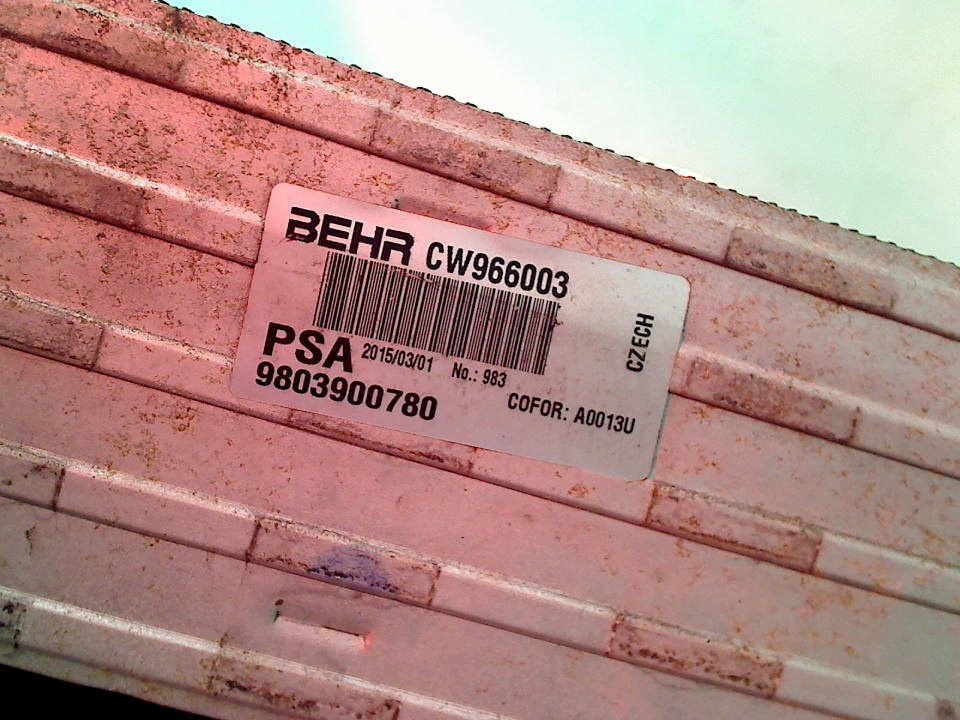 BEHR CW966003
PSA 2015/03/01 No.: 983
9803900780
COFOR: A0013U
CZECH